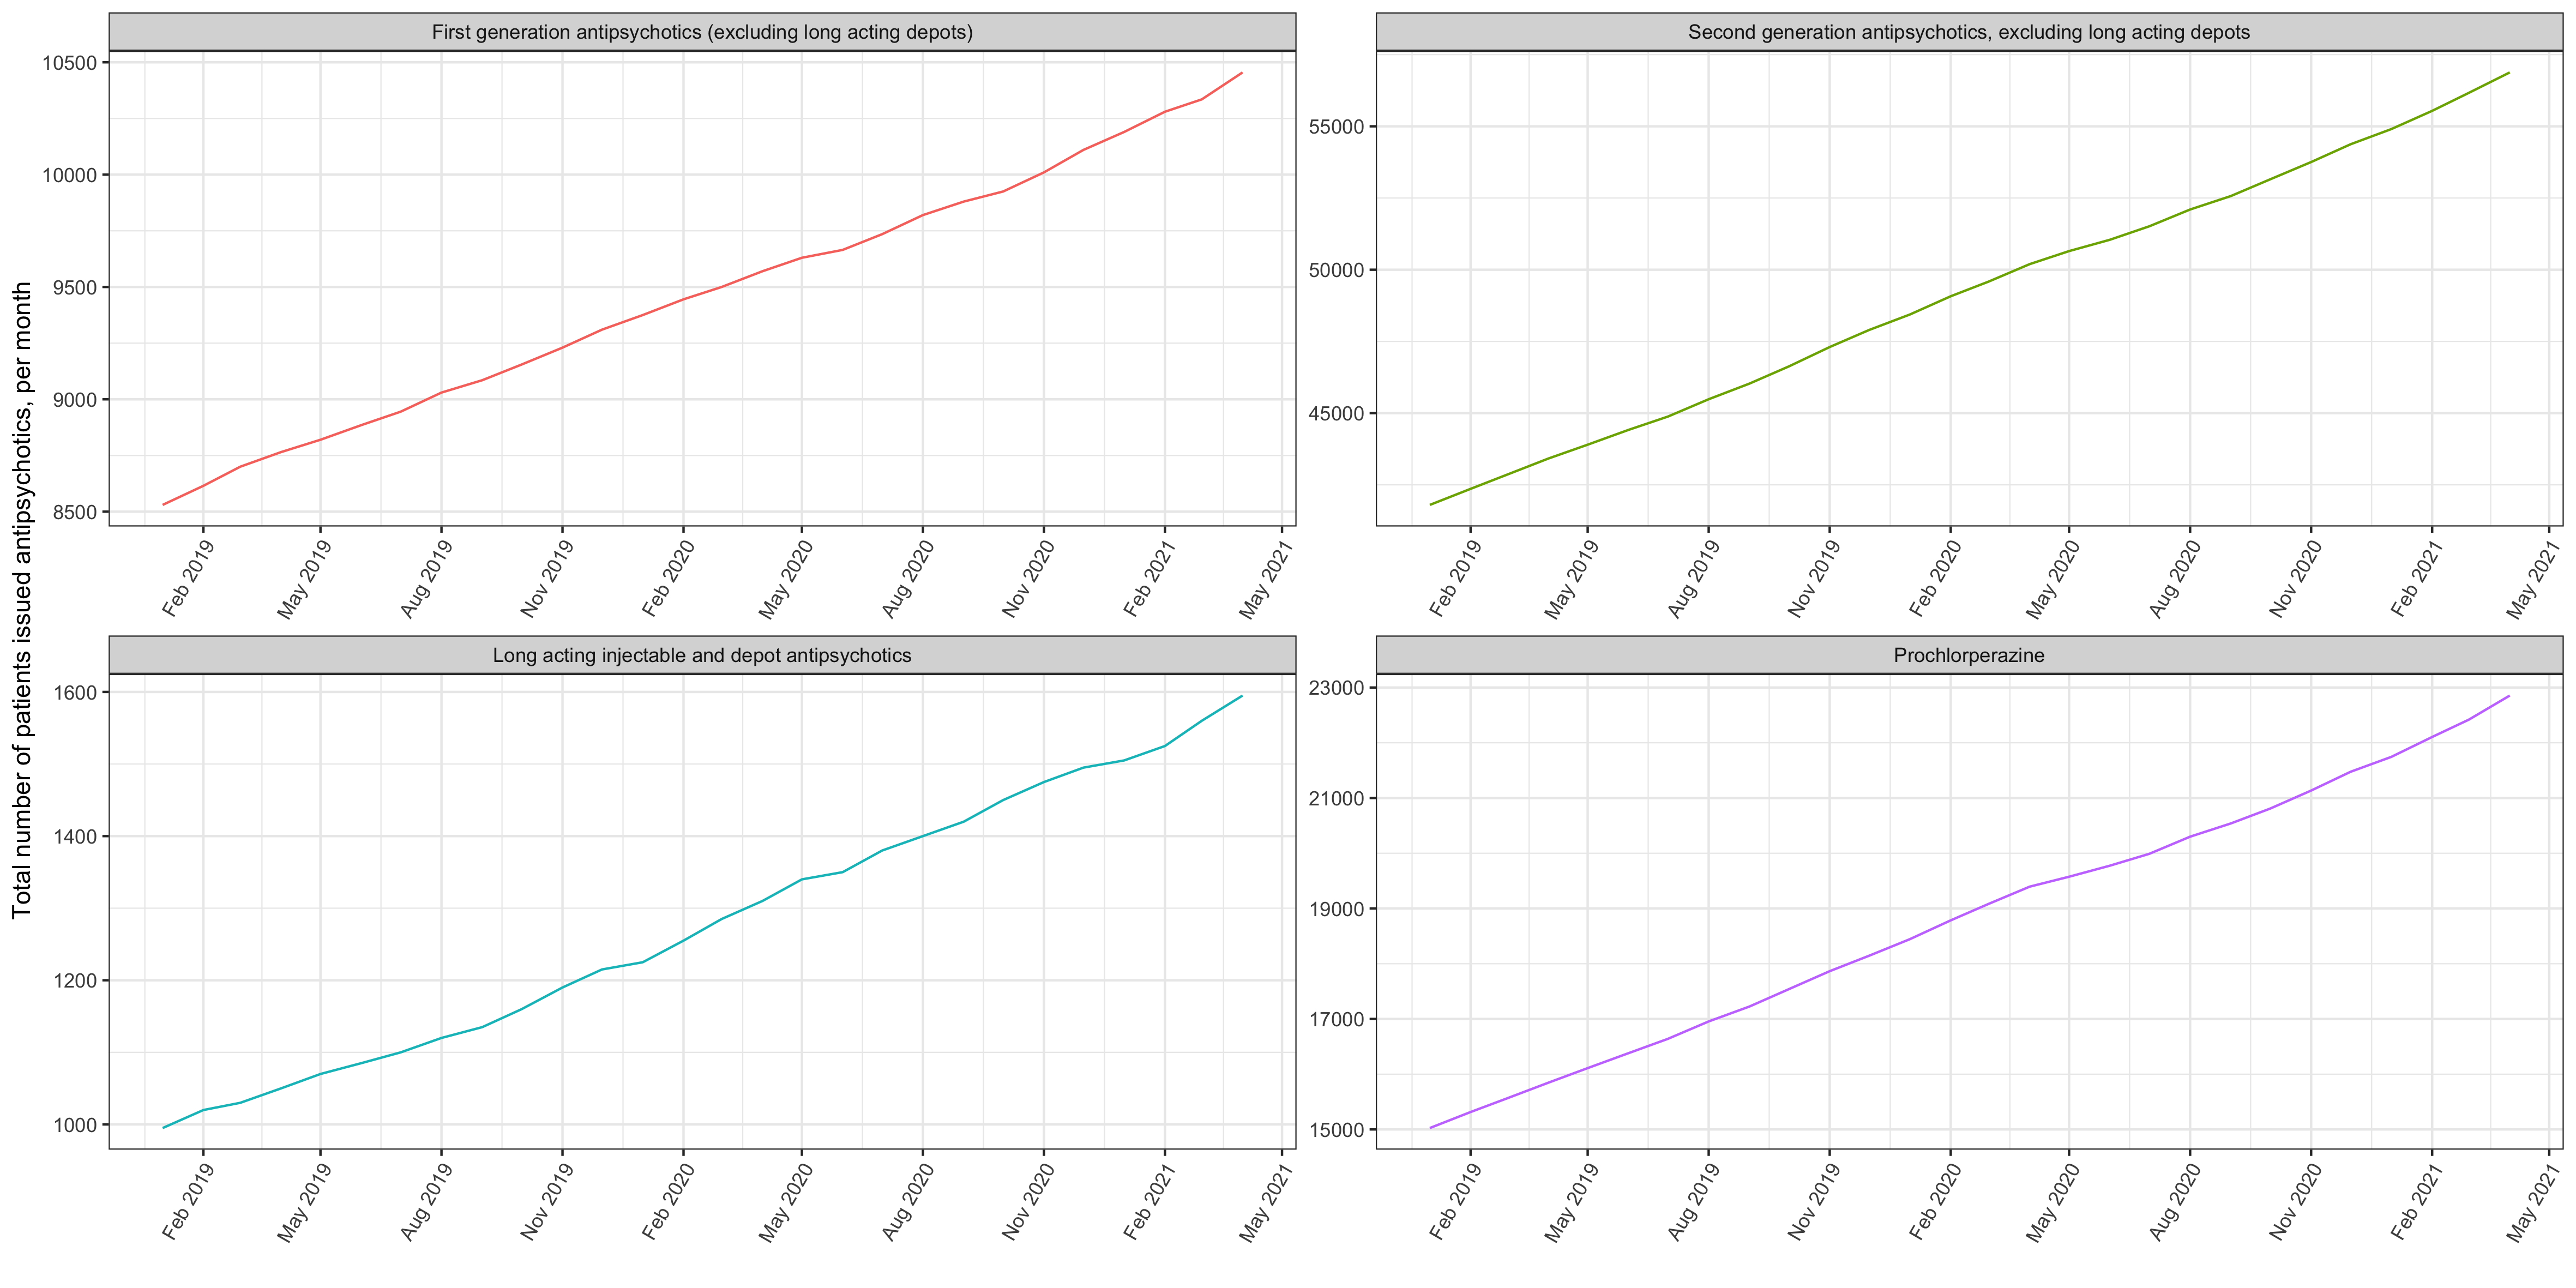 Total number of patients issued antipsychotics, per month
First generation antipsychotics (excluding long acting depots)
10500
10000
9500
9000
8500
Feb 2019
May 2019
Aug 2019
Nov 2019
Feb 2020
May 2020
Aug 2020
Nov 2020
Feb 2021
May 2021
Second generation antipsychotics, excluding long acting depots
55000
50000
45000
Feb 2019
May 2019
Aug 2019
Nov 2019
Feb 2020
May 2020
Aug 2020
Nov 2020
Feb 2021
May 2021
Long acting injectable and depot antipsychotics
1600
1400
1200
1000
Feb 2019
May 2019
Aug 2019
Nov 2019
Feb 2020
May 2020
Aug 2020
Nov 2020
Feb 2021
May 2021
Prochlorperazine
23000
21000
19000
17000
15000
Feb 2019
May 2019
Aug 2019
Nov 2019
Feb 2020
May 2020
Aug 2020
Nov 2020
Feb 2021
May 2021